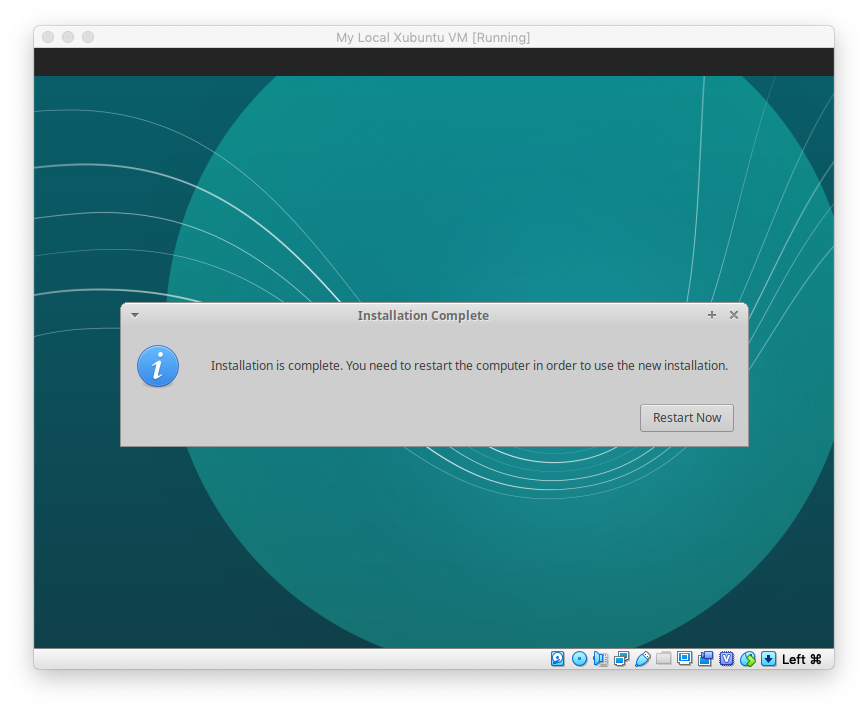 My Local Xubuntu VM [Running]
Installation Complete
Installation is complete. You need to restart the computer in order to use the new installation.
Restart Now
Left ⌘